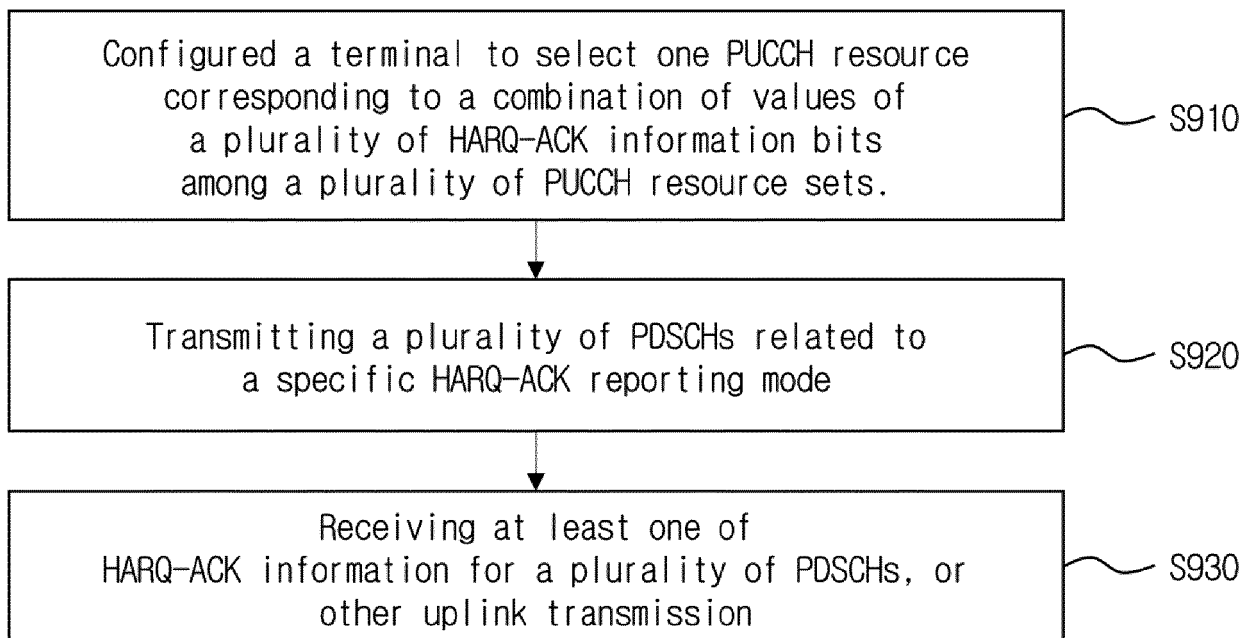 Configured a terminal to select one PUCCH resource
corresponding to a combination of values of
a plurality of HARQ-ACK information bits
among a plurality of PUCCH resource sets.
S910
Transmitting a plurality of PDSCHs related to
a specific HARQ-ACK reporting mode
S920
Receiving at least one of
HARQ-ACK information for a plurality of PDSCHs, or
other uplink transmission
S930